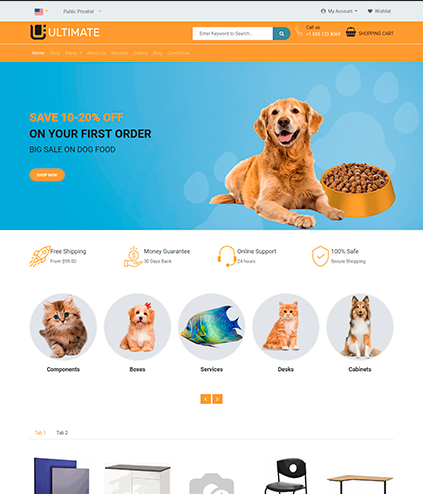 Public Pricelist
My Account
Wishlist
ULTIMATE
Enter Keyword to Search...
Call us
+1 555 123 8069
SHOPPING CART
Home Shop More About Us Services Gallery Blog Contact us
SAVE 10-20% OFF
ON YOUR FIRST ORDER
BIG SALE ON DOG FOOD
SHOP NOW
Free Shipping
From $99.00
Money Guarantee
30 Days Back
Online Support
24 hours
100% Safe
Secure Shopping
Components
Boxes
Services
Desks
Cabinets
Tab 1 Tab 2